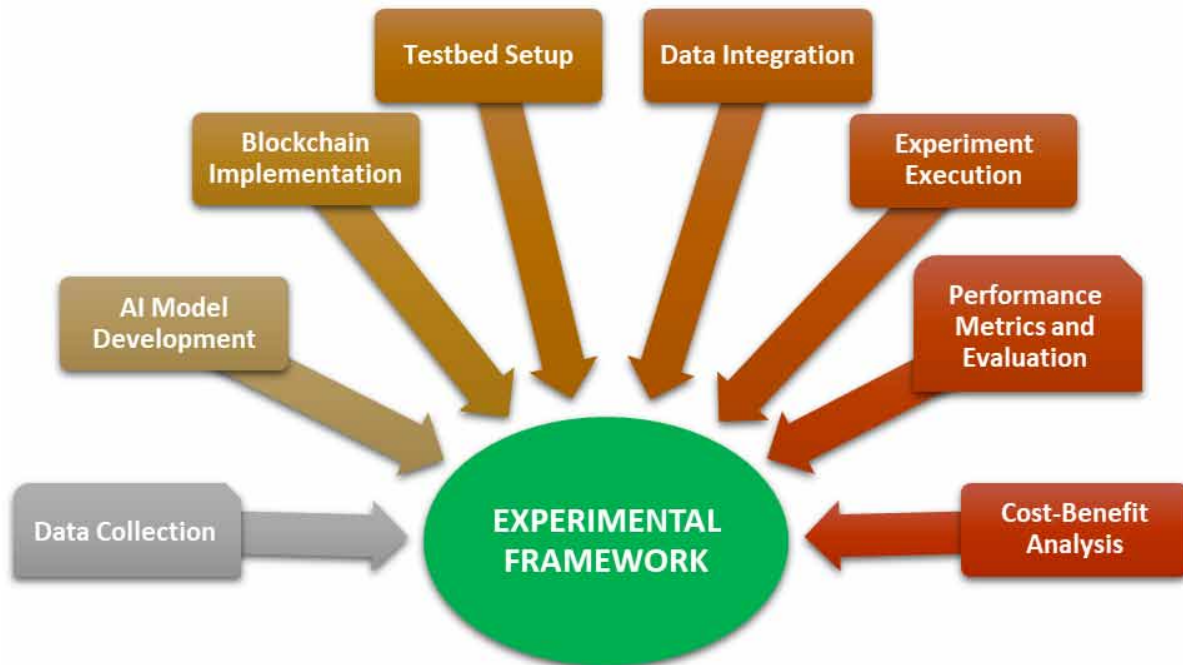 Testbed Setup
Data Integration
Blockchain
Implementation
Experiment
Execution
AI Model
Development
Performance
Metrics and
Evaluation
Data Collection
EXPERIMENTAL
FRAMEWORK
Cost-Benefit
Analysis